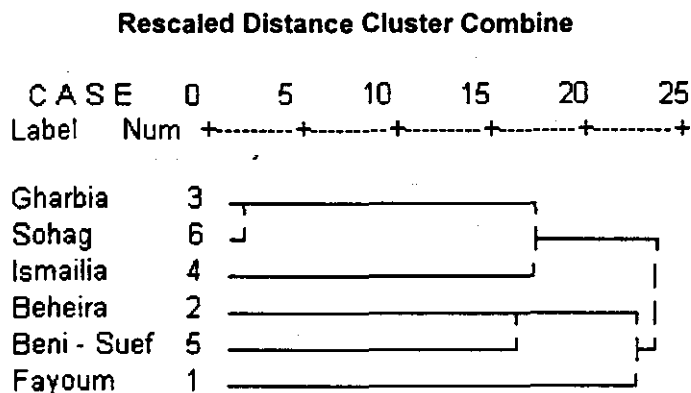 Rescaled Distance Cluster Combine
C A S E 0 5 10 15 20 25
Label Num +---------+---------+---------+---------+---------+
Gharbia 3
Sohag 6
Ismailia 4
Beheira 2
Beni - Suef 5
Fayoum 1